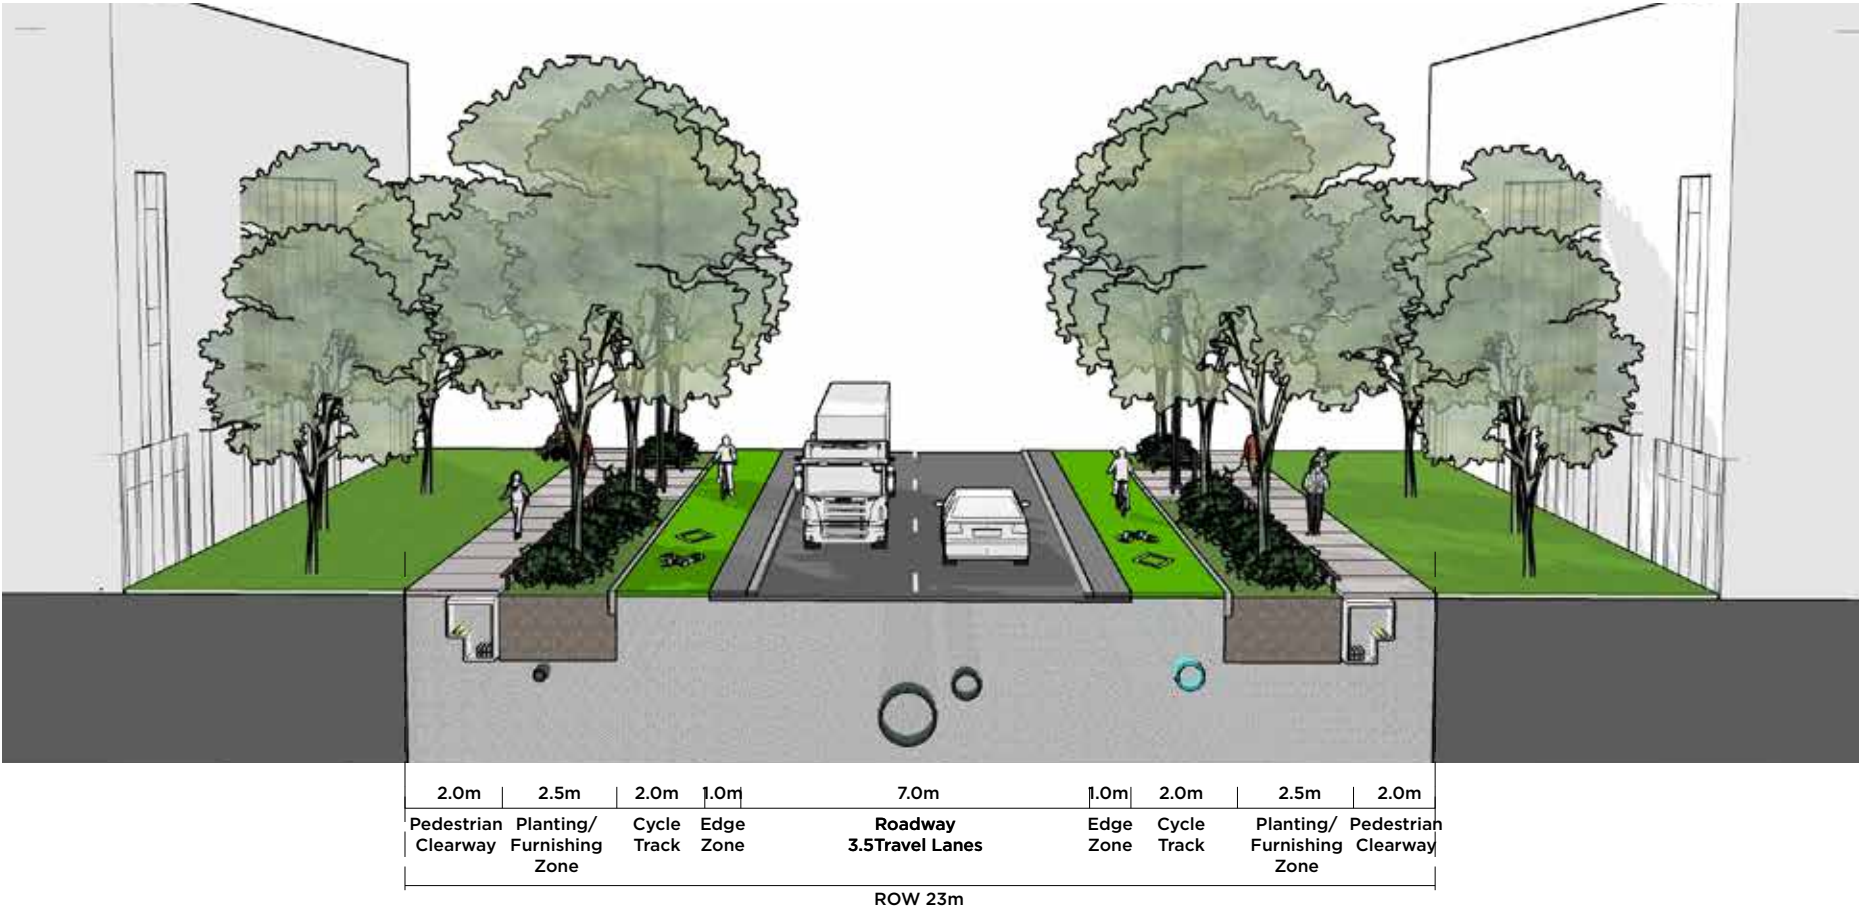 2.0m 2.5m 2.0m 1.0m 7.0m 1.0m 2.0m 2.5m 2.0m
Pedestrian Clearway
Planting/ Furnishing Zone
Cycle Track
Edge Zone
Roadway
3.5Travel Lanes
Edge Zone
Cycle Track
Planting/ Furnishing Zone
Pedestrian Clearway
ROW 23m